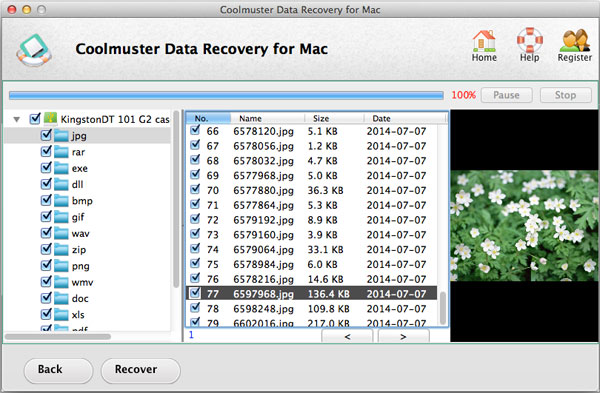 Coolmuster Data Recovery for Mac
Coolmuster Data Recovery for Mac
Home Help Register
100% Pause Stop
KingstonDT 101 G2 cas
jpg
rar
exe
dll
bmp
gif
wav
zip
png
wmv
doc
xls
pdf
No. Name Size Date
66 6578120.jpg 5.1 KB 2014-07-07
67 6578056.jpg 1.2 KB 2014-07-07
68 6578032.jpg 4.7 KB 2014-07-07
69 6577968.jpg 5.0 KB 2014-07-07
70 6577880.jpg 36.3 KB 2014-07-07
71 6577864.jpg 5.3 KB 2014-07-07
72 6579192.jpg 8.9 KB 2014-07-07
73 6579160.jpg 3.9 KB 2014-07-07
74 6579064.jpg 33.1 KB 2014-07-07
75 6578984.jpg 6.0 KB 2014-07-07
76 6578216.jpg 14.6 KB 2014-07-07
77 6597968.jpg 136.4 KB 2014-07-07
78 6598248.jpg 109.8 KB 2014-07-07
79 6602016.jpg 217.0 KB 2014-07-07
1 < >
Back Recover